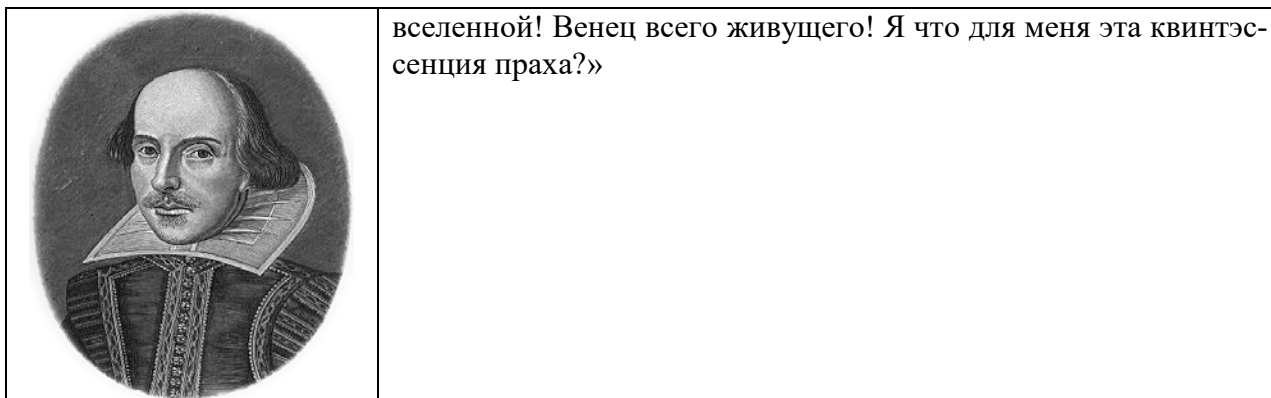 вселенной! Венец всего живущего! Я что для меня эта квинтэс-
сенция праха?»